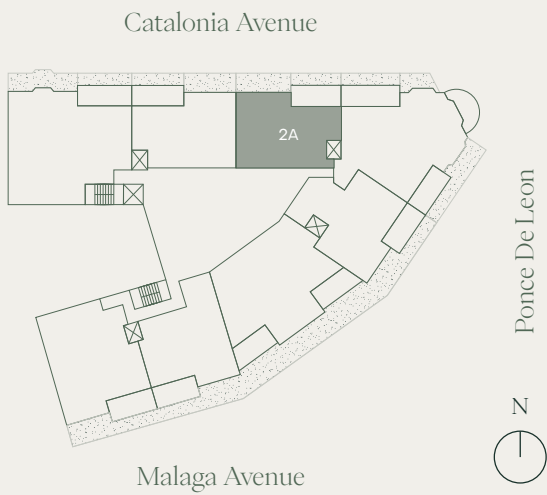 Catalonia Avenue
2A
Ponce De Leon
N
Malaga Avenue